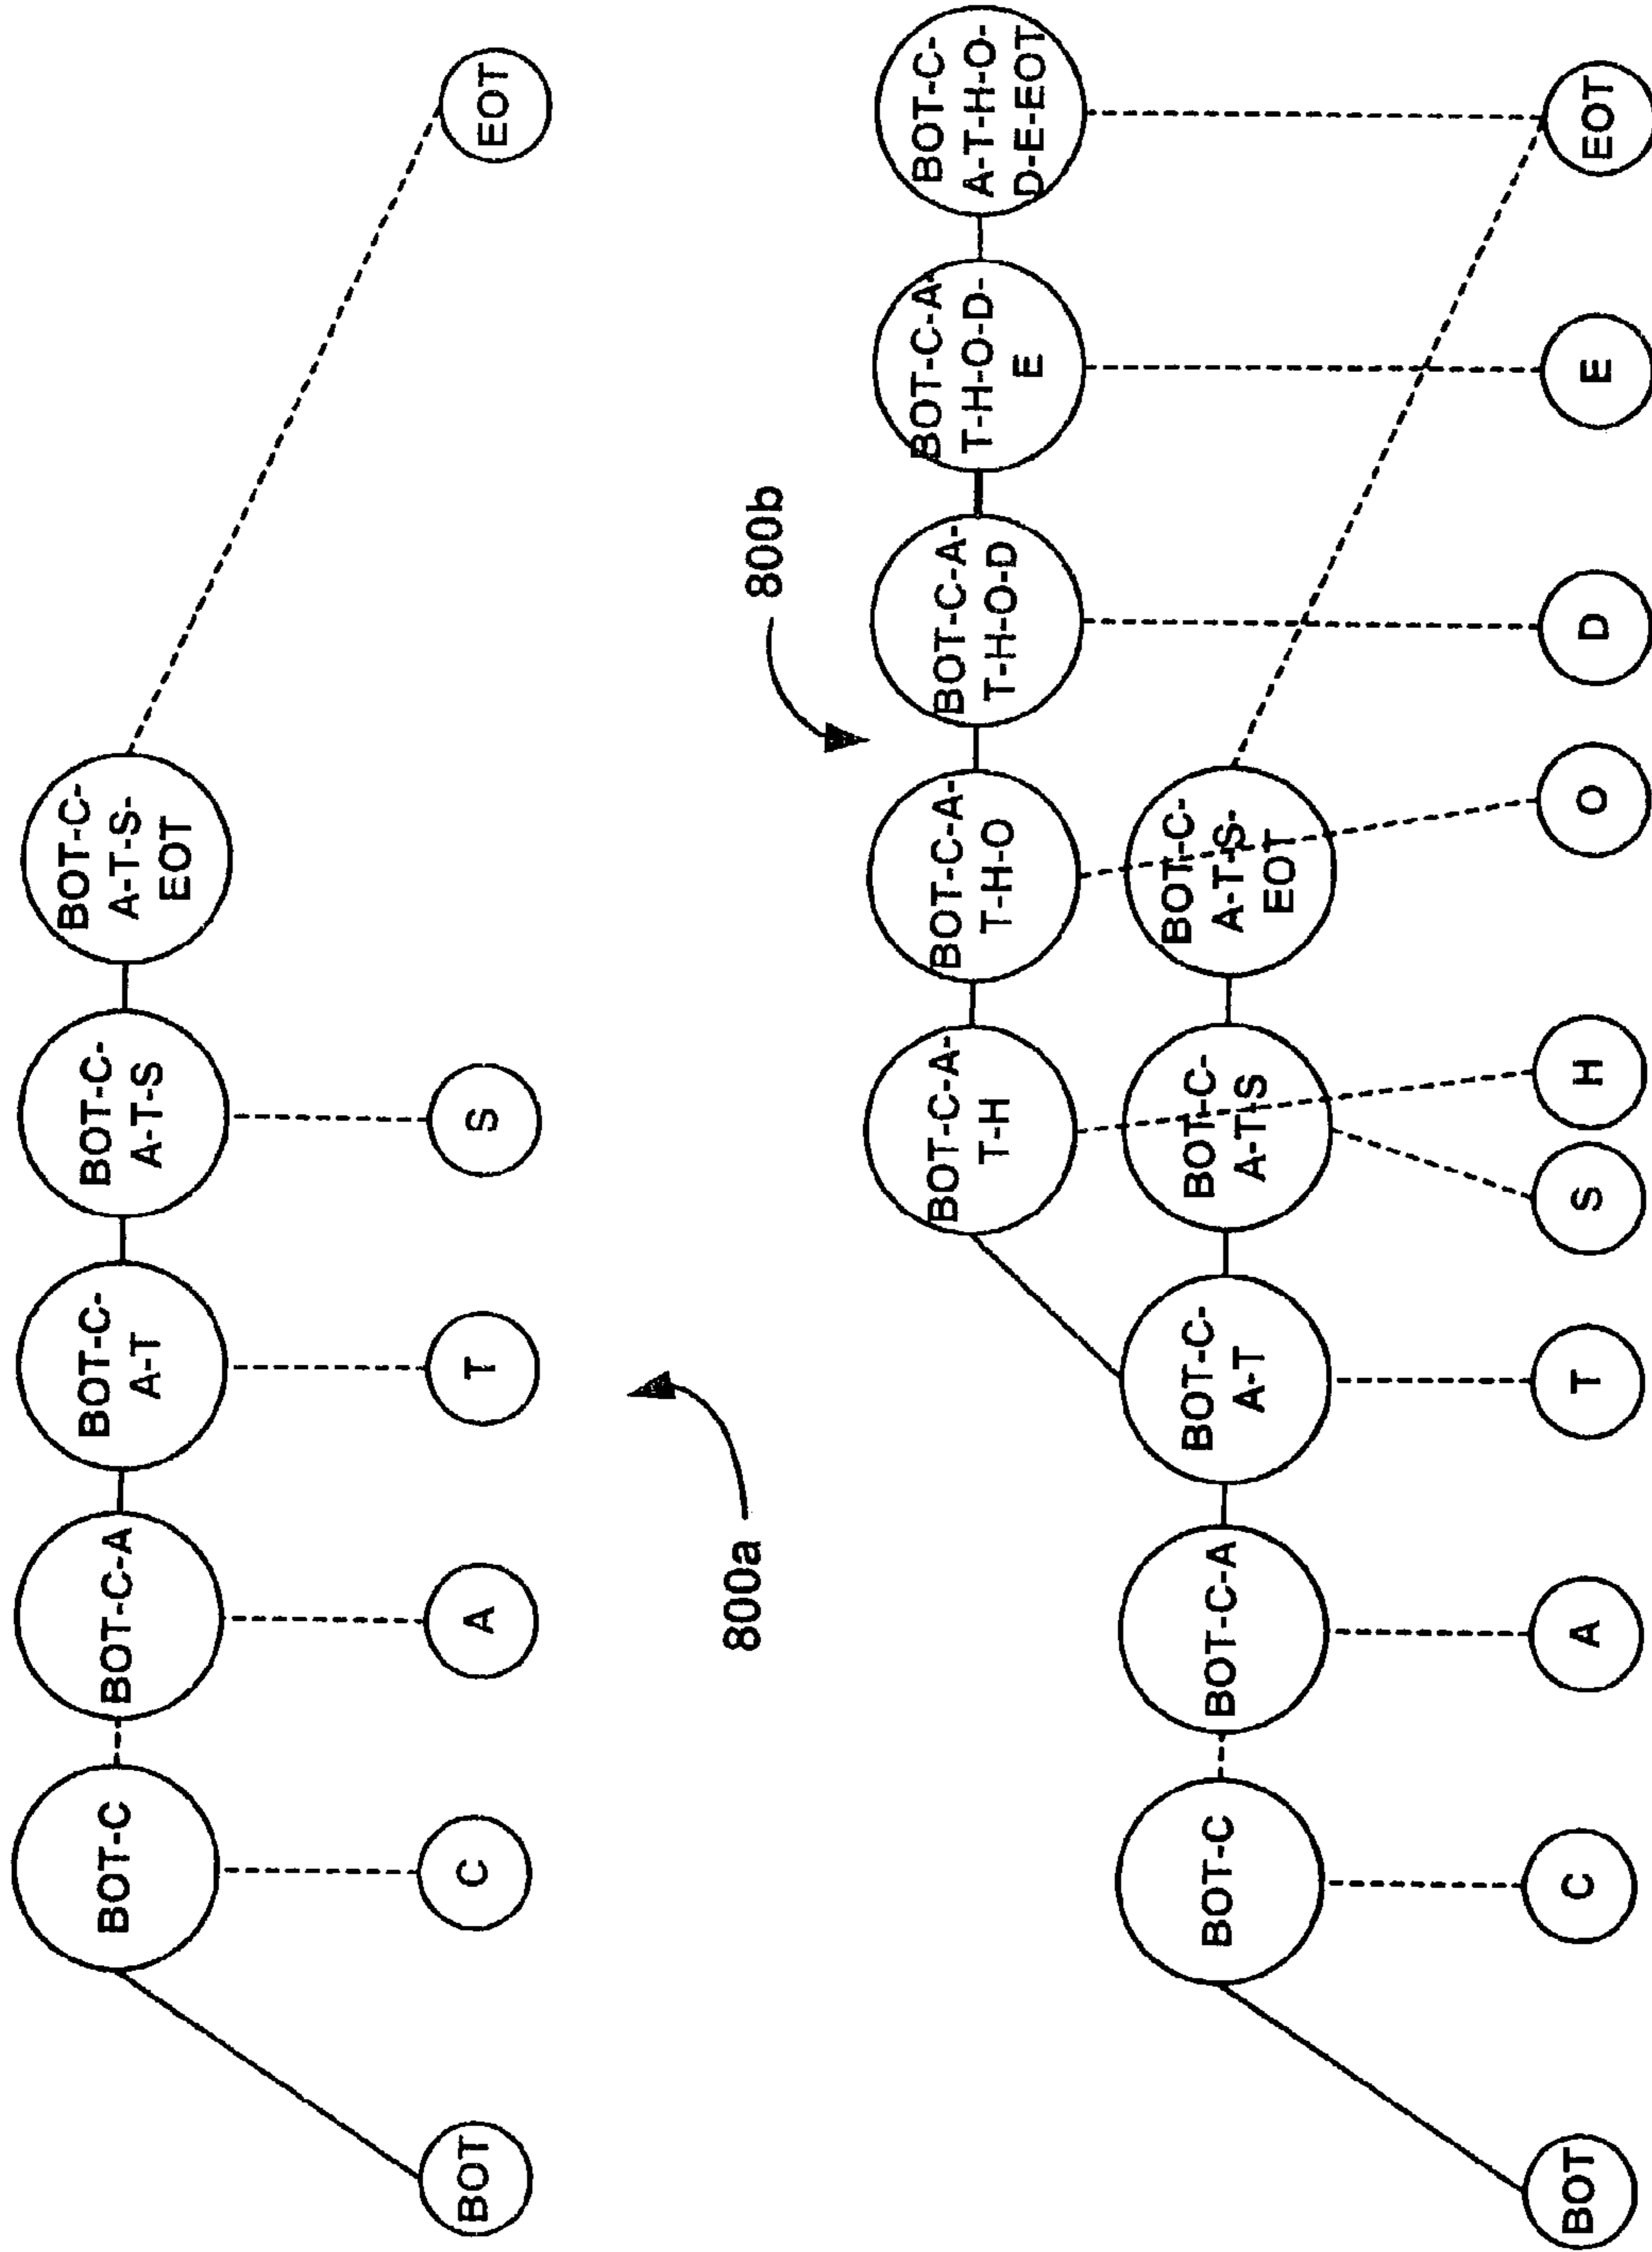 BOT-C
BOT-C-A
BOT-C-
A-T
BOT-C-
A-T-S
BOT-C-
A-T-S-
EOT
BOT
C
A
T
S
EOT
800a
800b
BOT-C-A-
T-H
BOT-C-A-
T-H-O
BOT-C-A-
T-H-O-D
BOT-C-A-
T-H-O-D-
E
BOT-C-
A-T-H-O-
D-E-EOT
BOT-C
BOT-C-A
BOT-C-
A-T
BOT-C-
A-T-S
BOT-C-
A-T-S-
EOT
BOT
C
A
T
S
H
O
D
E
EOT